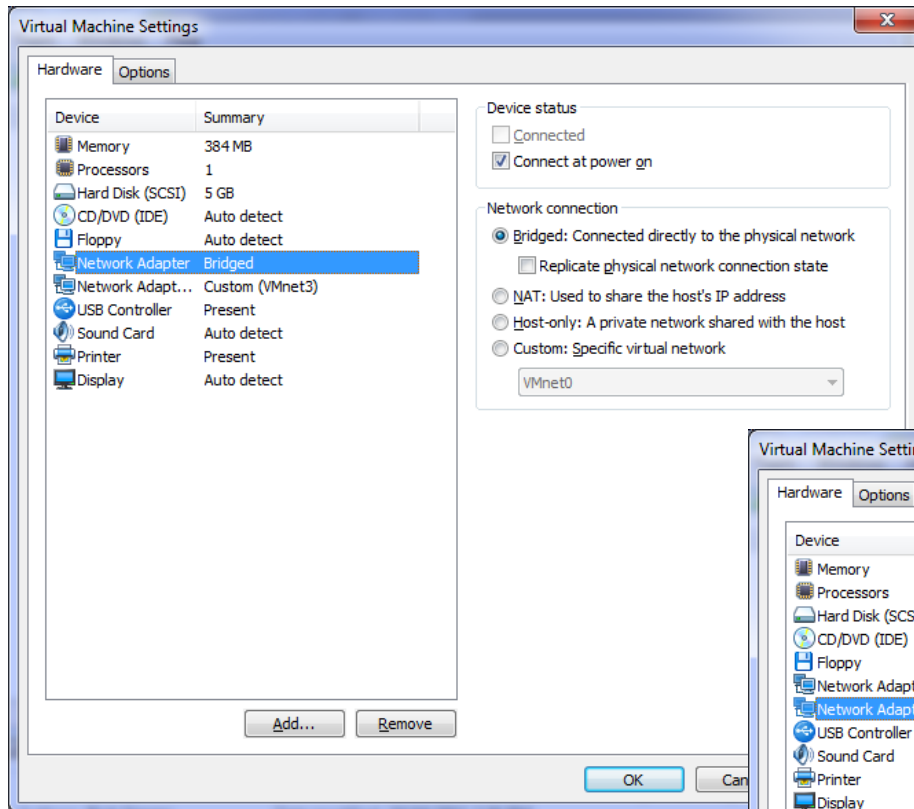 Virtual Machine Settings
Hardware Options
Device Summary
Memory 384 MB
Processors 1
Hard Disk (SCSI) 5 GB
CD/DVD (IDE) Auto detect
Floppy Auto detect
Network Adapter Bridged
Network Adapt... Custom (VMnet3)
USB Controller Present
Sound Card Auto detect
Printer Present
Display Auto detect
Add... Remove
Device status
Connected
Connect at power on
Network connection
Bridged: Connected directly to the physical network
Replicate physical network connection state
NAT: Used to share the host's IP address
Host-only: A private network shared with the host
Custom: Specific virtual network
VMnet0
OK Can
Virtual Machine Settin
Hardware Options
Device
Memory
Processors
Hard Disk (SCS
CD/DVD (IDE)
Floppy
Network Adapt
Network Adapt
USB Controller
Sound Card
Printer
Display